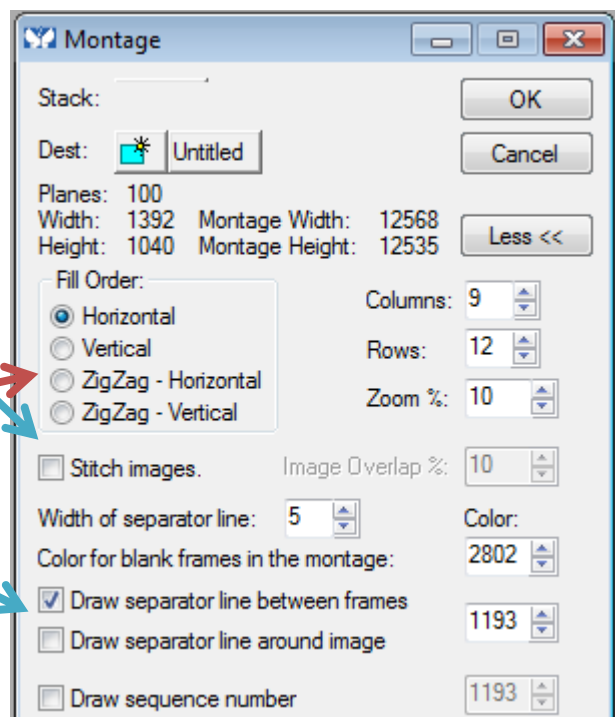 Montage
Stack:
OK
Dest: Untitled
Cancel
Planes: 100
Width: 1392 Montage Width: 12568
Height: 1040 Montage Height: 12535
Less <<
Fill Order:
Horizontal
Vertical
ZigZag - Horizontal
ZigZag - Vertical
Columns: 9
Rows: 12
Zoom %: 10
Stitch images. Image Overlap %: 10
Width of separator line: 5 Color:
Color for blank frames in the montage: 2802
Draw separator line between frames
1193
Draw separator line around image
Draw sequence number 1193